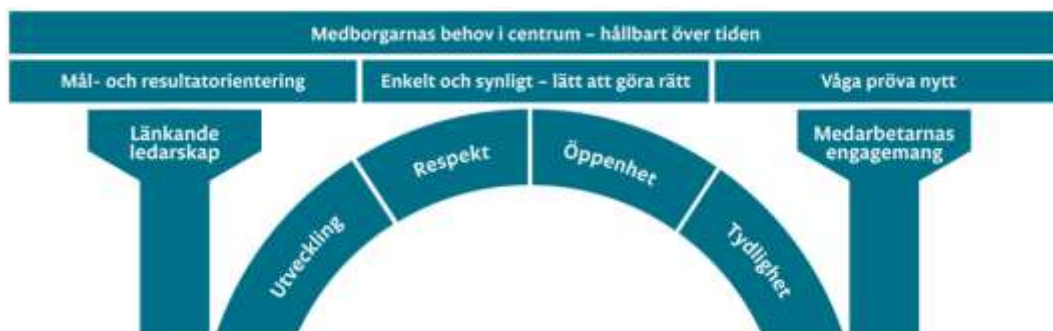 Medborgarnas behov i centrum – hållbart över tiden
Mål- och resultatorientering
Enkelt och synligt – lätt att göra rätt
Våga pröva nytt
Länkande
ledarskap
Utveckling
Respekt
Öppenhet
Tydlighet
Medarbetarnas
engagemang